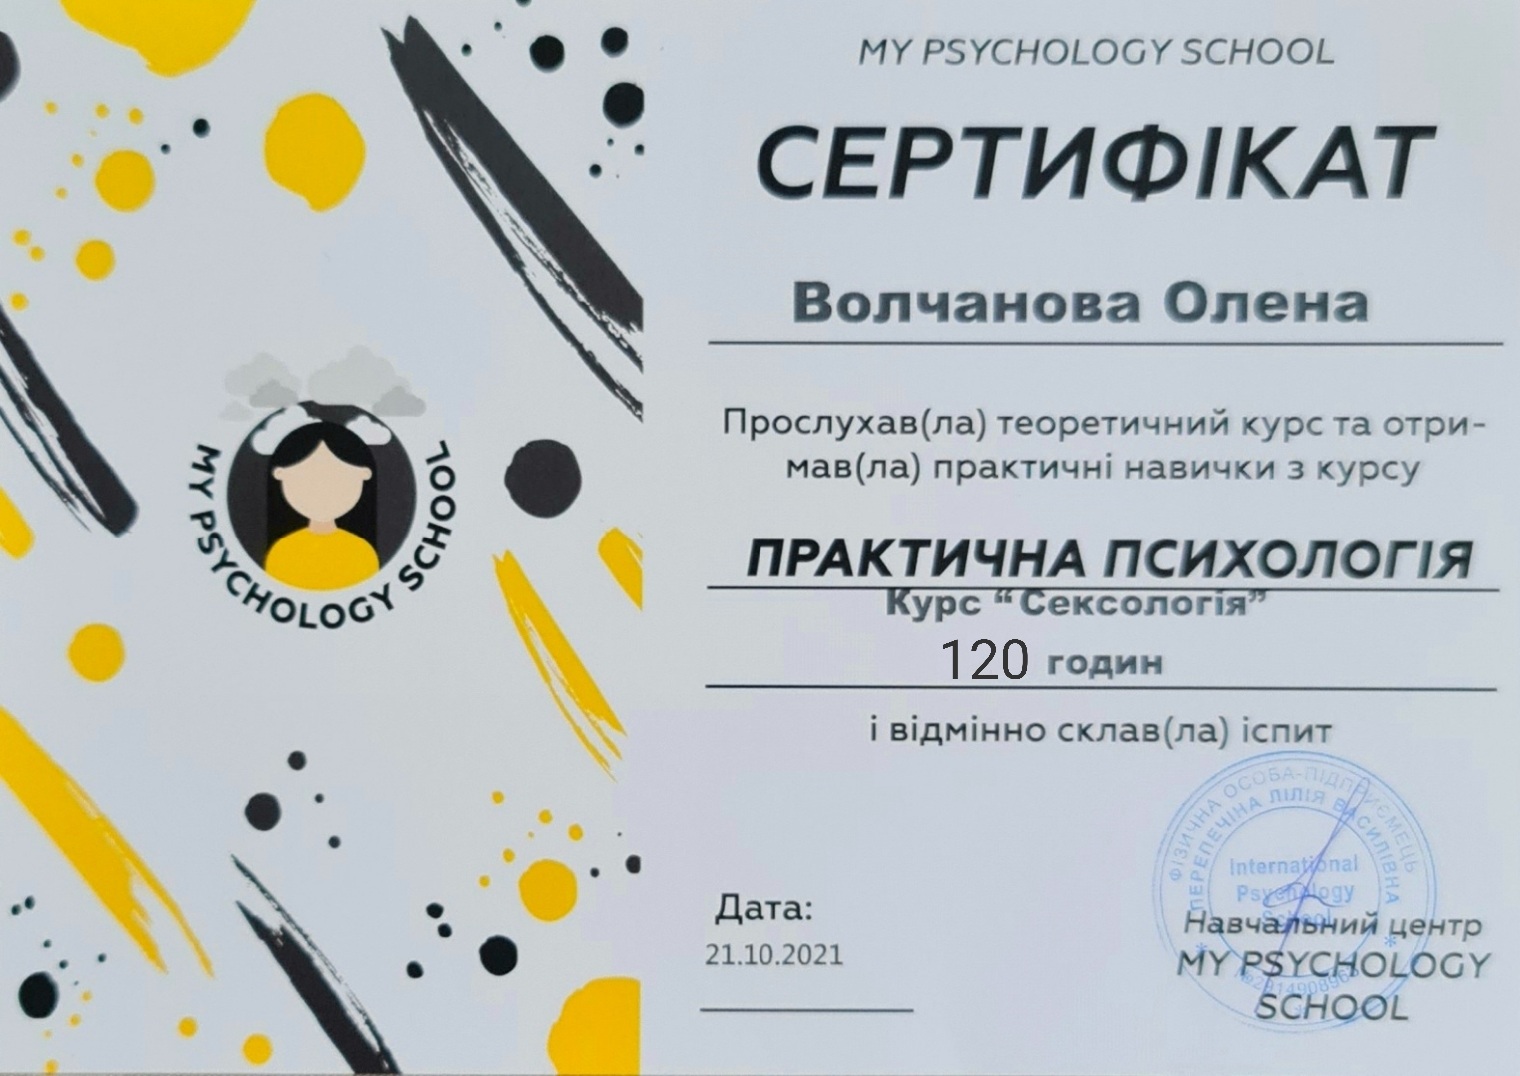 MY PSYCHOLOGY SCHOOL
MY PSYCHOLOGY SCHOOL
СЕРТИФІКАТ
Волчанова Олена
Прослухав(ла) теоретичний курс та отри-
мав(ла) практичні навички з курсу
ПРАКТИЧНА ПСИХОЛОГІЯ
Курс “Сексологія”
120 годин
і відмінно склав(ла) іспит
ФІЗИЧНА ОСОБА-ПІДПРИЄМЕЦЬ
ПЕРЕПЕЧІНА ЛІЛІЯ ВАСИЛІВНА
International
Psychology
School
Дата:
21.10.2021
Навчальний центр
MY PSYCHOLOGY
SCHOOL